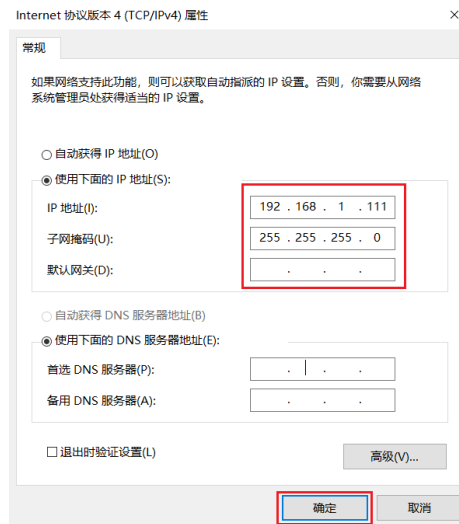 Internet 协议版本 4 (TCP/IPv4) 属性
常规
如果网络支持此功能，则可以获取自动指派的 IP 设置。否则，你需要从网络
系统管理员处获得适当的 IP 设置。
自动获得 IP 地址(O)
使用下面的 IP 地址(S):
IP 地址(I): 192 . 168 . 1 . 111
子网掩码(U): 255 . 255 . 255 . 0
默认网关(D): . . .
自动获得 DNS 服务器地址(B)
使用下面的 DNS 服务器地址(E):
首选 DNS 服务器(P): . . .
备用 DNS 服务器(A): . . .
退出时验证设置(L)
高级(V)...
确定 取消